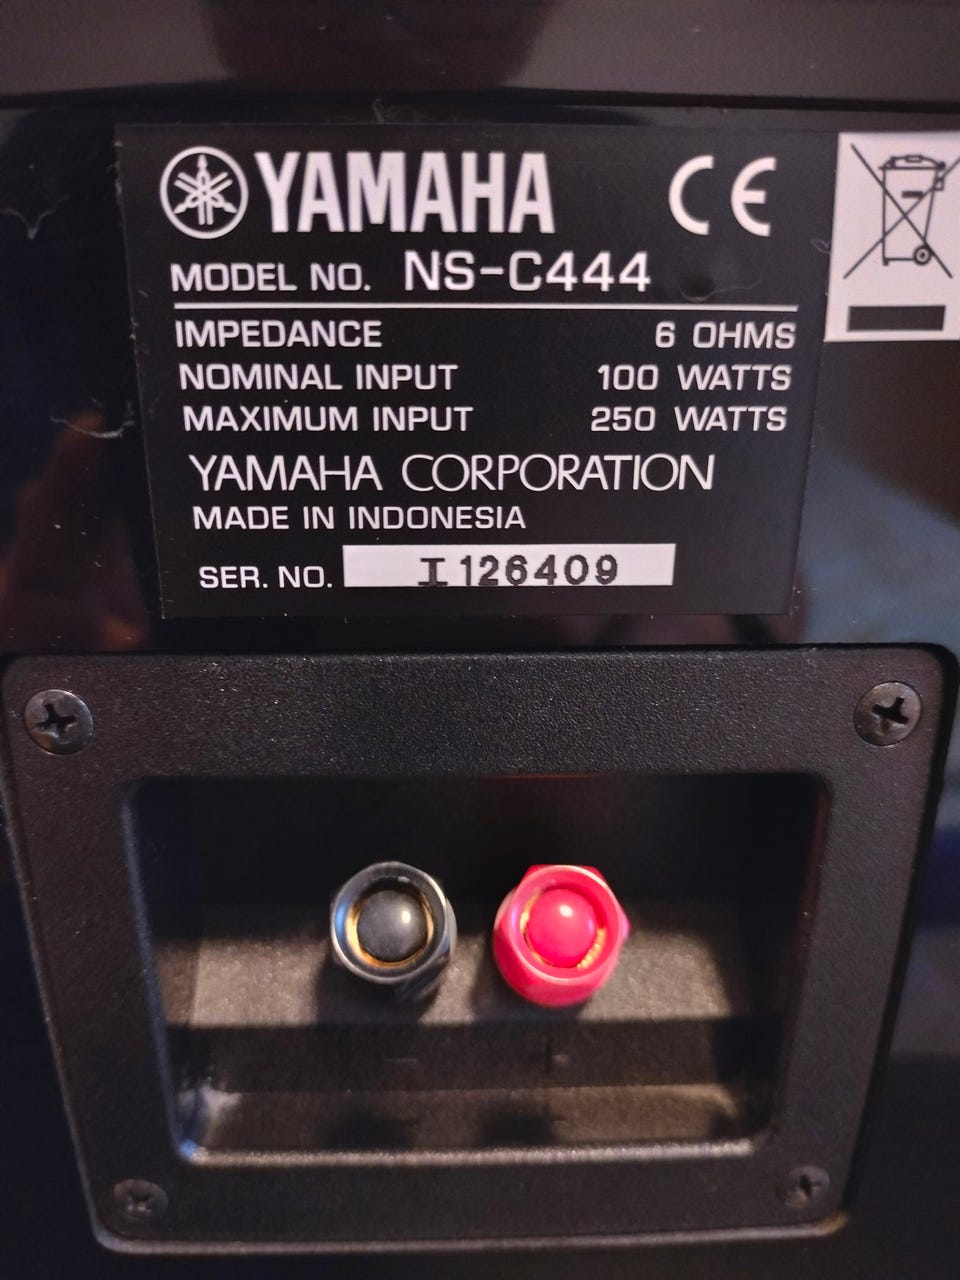 YAMAHA CE
MODEL NO. NS-C444
IMPEDANCE 6 OHMS
NOMINAL INPUT 100 WATTS
MAXIMUM INPUT 250 WATTS
YAMAHA CORPORATION
MADE IN INDONESIA
SER. NO. I126409
- +